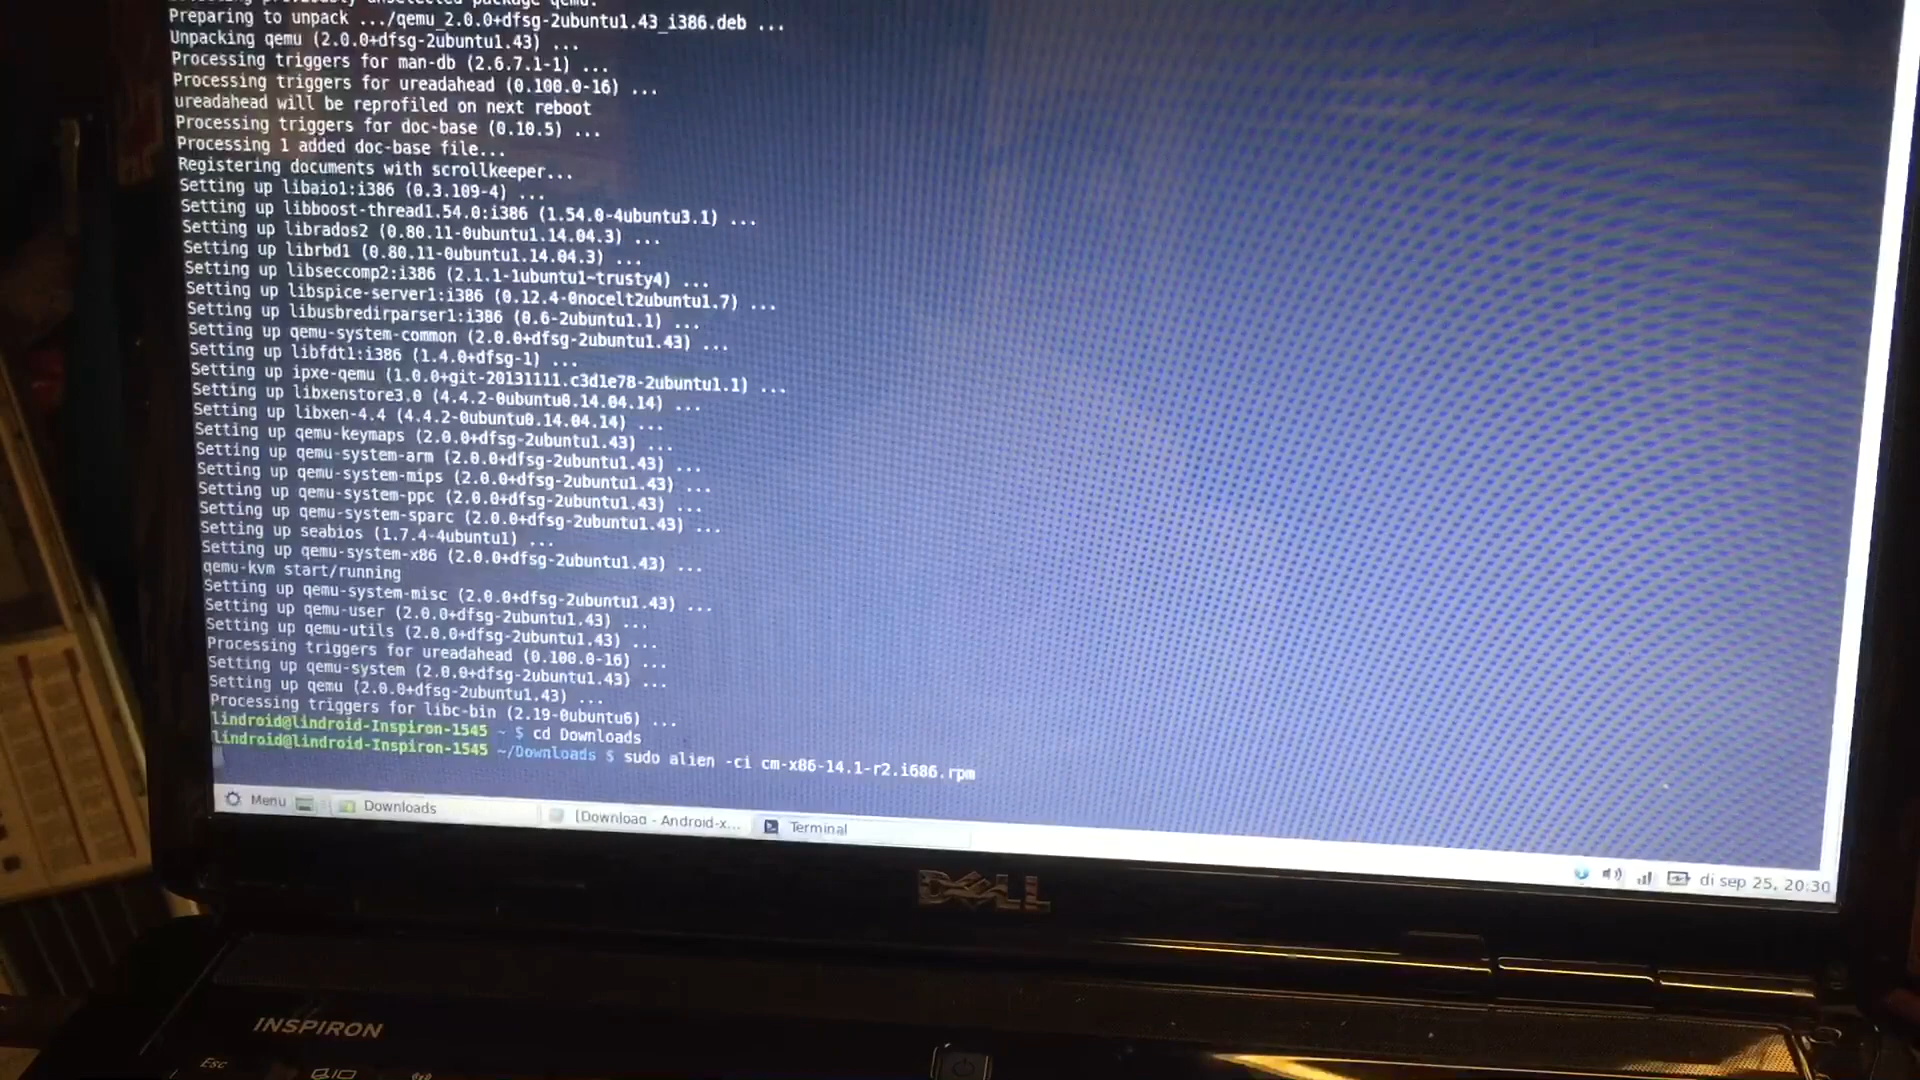 previously unselected package qemu.
Preparing to unpack .../qemu_2.0.0+dfsg-2ubuntu1.43_i386.deb ...
Unpacking qemu (2.0.0+dfsg-2ubuntu1.43) ...
Processing triggers for man-db (2.6.7.1-1) ...
Processing triggers for ureadahead (0.100.0-16) ...
ureadahead will be reprofiled on next reboot
Processing triggers for doc-base (0.10.5) ...
Processing 1 added doc-base file...
Registering documents with scrollkeeper...
Setting up libaio1:i386 (0.3.109-4) ...
Setting up libboost-thread1.54.0:i386 (1.54.0-4ubuntu3.1) ...
Setting up librados2 (0.80.11-0ubuntu1.14.04.3) ...
Setting up librbd1 (0.80.11-0ubuntu1.14.04.3) ...
Setting up libseccomp2:i386 (2.1.1-1ubuntu1~trusty4) ...
Setting up libspice-server1:i386 (0.12.4-0nocelt2ubuntu1.7) ...
Setting up libusbredirparser1:i386 (0.6-2ubuntu1.1) ...
Setting up qemu-system-common (2.0.0+dfsg-2ubuntu1.43) ...
Setting up libfdt1:i386 (1.4.0+dfsg-1) ...
Setting up ipxe-qemu (1.0.0+git-20131111.c3d1e78-2ubuntu1.1) ...
Setting up libxenstore3.0 (4.4.2-0ubuntu0.14.04.14) ...
Setting up libxen-4.4 (4.4.2-0ubuntu0.14.04.14) ...
Setting up qemu-keymaps (2.0.0+dfsg-2ubuntu1.43) ...
Setting up qemu-system-arm (2.0.0+dfsg-2ubuntu1.43) ...
Setting up qemu-system-mips (2.0.0+dfsg-2ubuntu1.43) ...
Setting up qemu-system-ppc (2.0.0+dfsg-2ubuntu1.43) ...
Setting up qemu-system-sparc (2.0.0+dfsg-2ubuntu1.43) ...
Setting up seabios (1.7.4-4ubuntu1) ...
Setting up qemu-system-x86 (2.0.0+dfsg-2ubuntu1.43) ...
qemu-kvm start/running
Setting up qemu-system-misc (2.0.0+dfsg-2ubuntu1.43) ...
Setting up qemu-user (2.0.0+dfsg-2ubuntu1.43) ...
Setting up qemu-utils (2.0.0+dfsg-2ubuntu1.43) ...
Processing triggers for ureadahead (0.100.0-16) ...
Setting up qemu-system (2.0.0+dfsg-2ubuntu1.43) ...
Setting up qemu (2.0.0+dfsg-2ubuntu1.43) ...
Processing triggers for libc-bin (2.19-0ubuntu6) ...
lindroid@lindroid-Inspiron-1545 ~ $ cd Downloads
lindroid@lindroid-Inspiron-1545 ~/Downloads $ sudo alien -ci cm-x86-14.1-r2.i686.rpm
Menu Downloads [Download - Android-x... Terminal
di sep 25, 20:30
DELL
INSPIRON
Esc